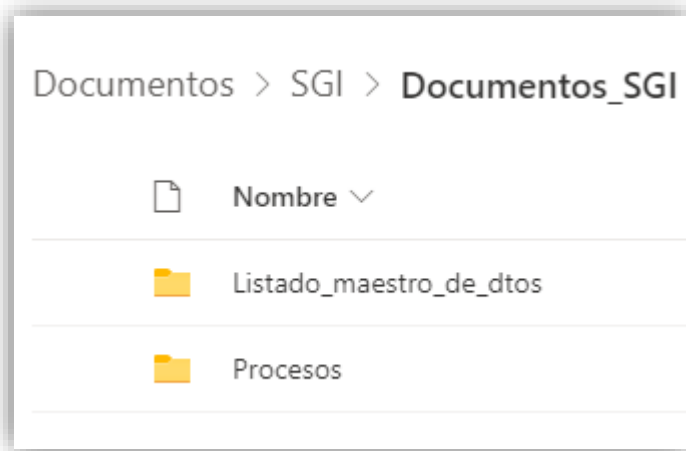 Documentos > SGI > Documentos_SGI
Nombre
Listado_maestro_de_dtos
Procesos